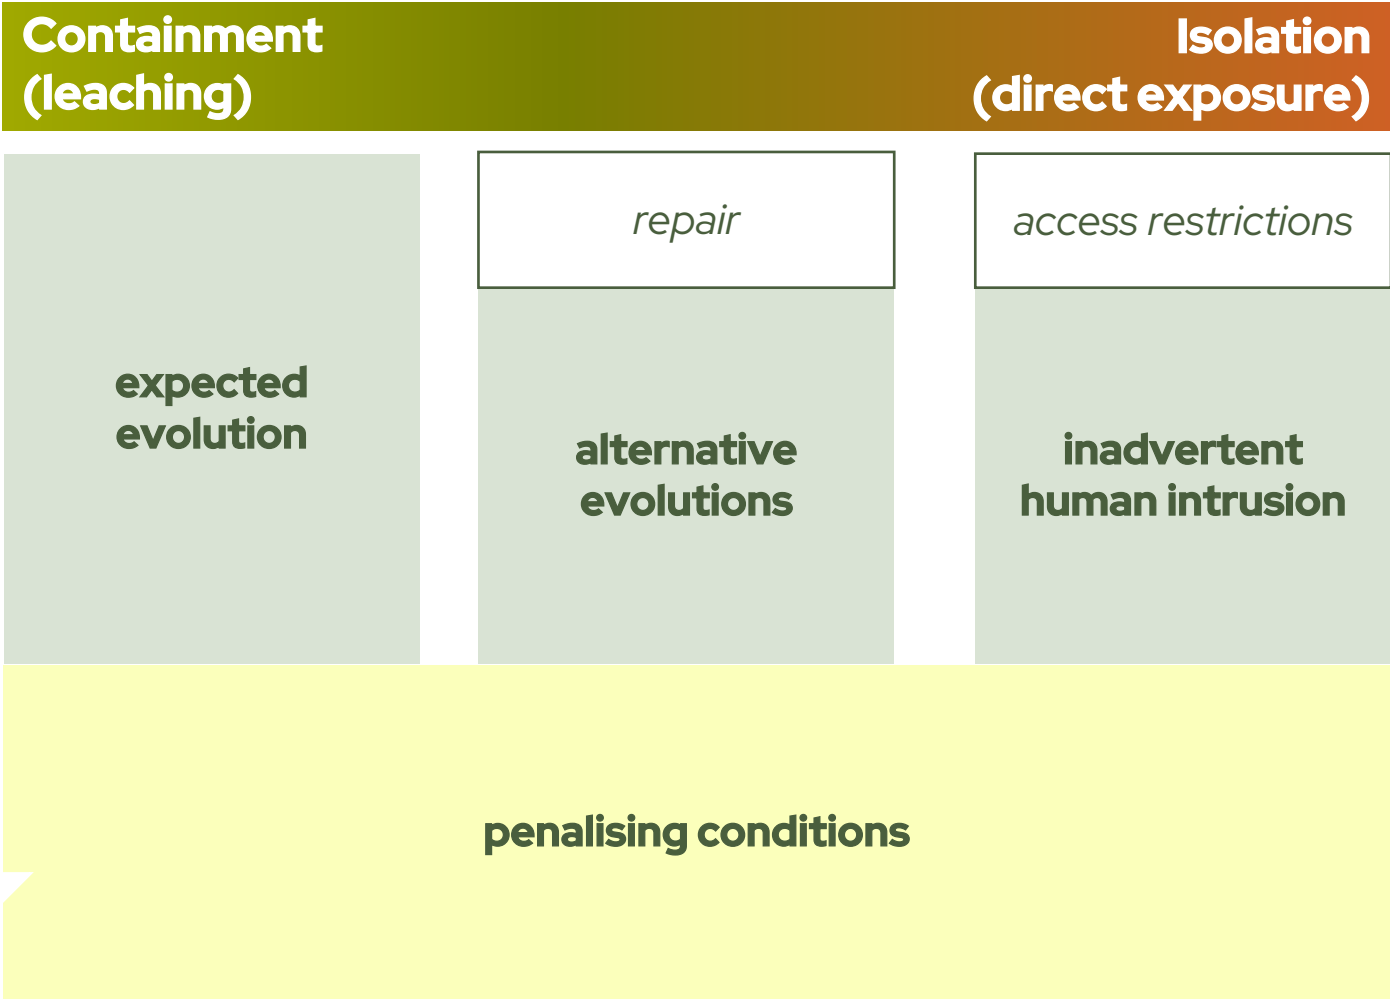 Containment
(leaching)
Isolation
(direct exposure)
repair
access restrictions
expected
evolution
alternative
evolutions
inadvertent
human intrusion
penalising conditions